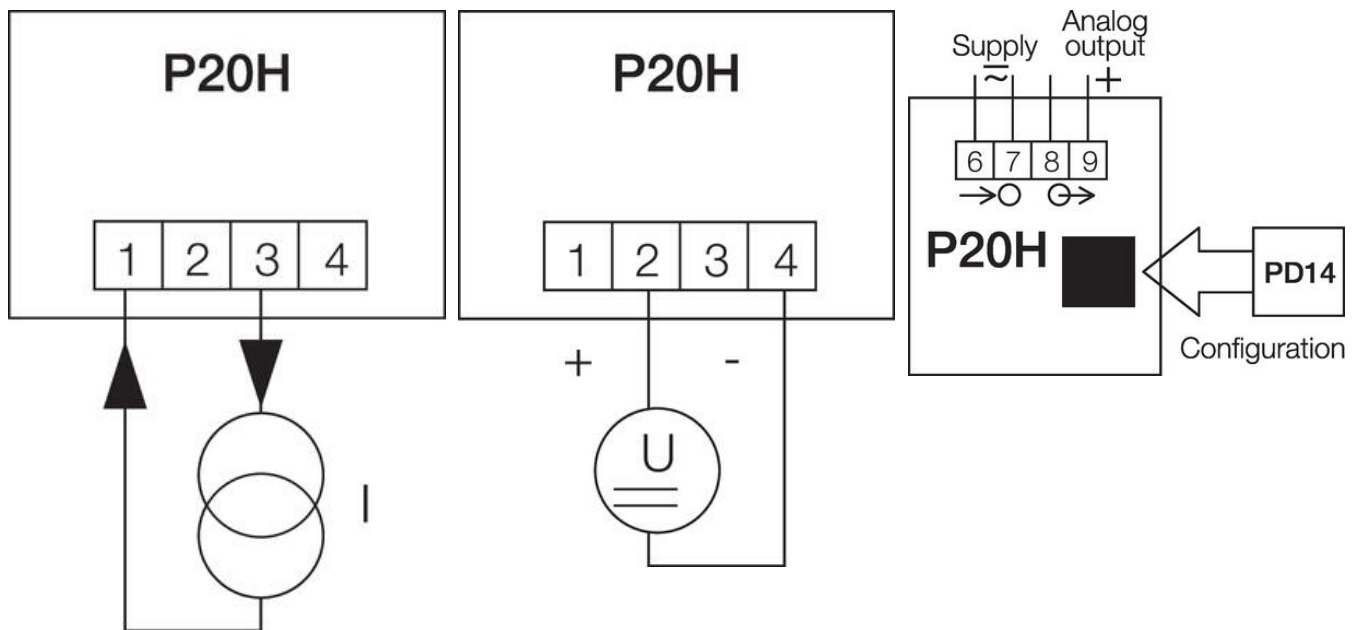 P20H
1 2 3 4
I
P20H
1 2 3 4
+ -
U
Supply
Analog
output
+
6 7 8 9
P20H
PD14
Configuration